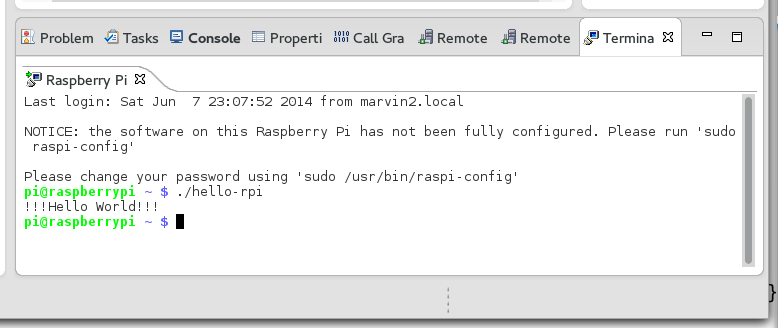 Problem Tasks Console Properti Call Gra Remote Remote Termina
Raspberry Pi
Last login: Sat Jun  7 23:07:52 2014 from marvin2.local
NOTICE: the software on this Raspberry Pi has not been fully configured. Please run 'sudo
 raspi-config'
Please change your password using 'sudo /usr/bin/raspi-config'
pi@raspberrypi ~ $ ./hello-rpi
!!!Hello World!!!
pi@raspberrypi ~ $
}